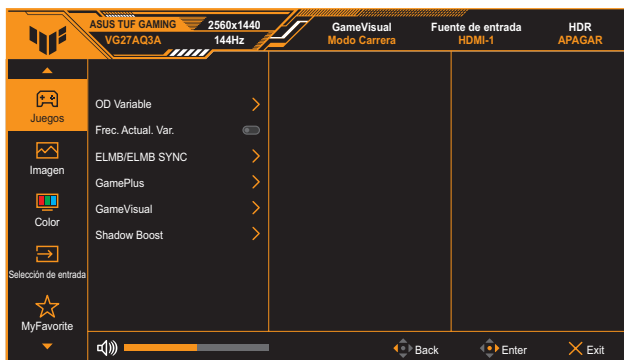 ASUS TUF GAMING 2560x1440
VG27AQ3A 144Hz
GameVisual
Modo Carrera
Fuente de entrada
HDMI-1
HDR
APAGAR
Juegos
Imagen
Color
Selección de entrada
MyFavorite
OD Variable
Frec. Actual. Var.
ELMB/ELMB SYNC
GamePlus
GameVisual
Shadow Boost
Back
Enter
Exit